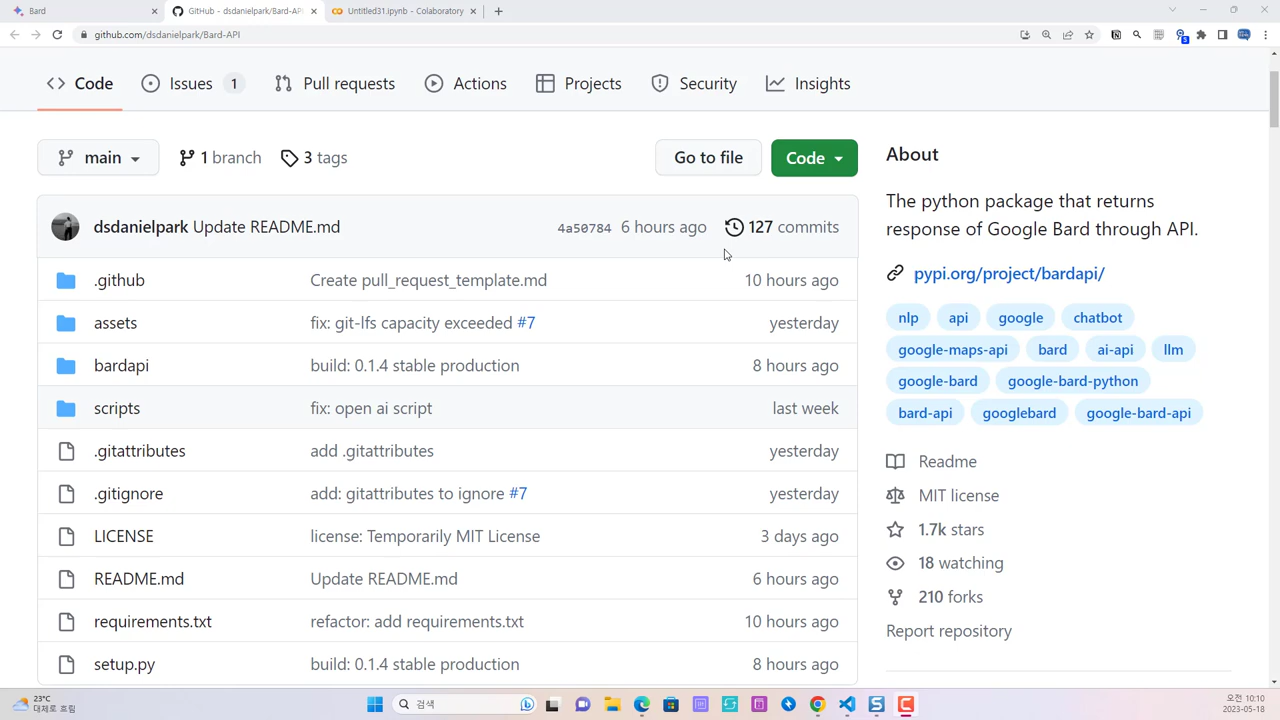 Bard
GitHub - dsdanielpark/Bard-API
Untitled31.ipynb - Colaboratory
github.com/dsdanielpark/Bard-API
Code
Issues 1
Pull requests
Actions
Projects
Security
Insights
main
1 branch
3 tags
Go to file
Code
dsdanielpark Update README.md 4a50784 6 hours ago 127 commits
.github Create pull_request_template.md 10 hours ago
assets fix: git-lfs capacity exceeded #7 yesterday
bardapi build: 0.1.4 stable production 8 hours ago
scripts fix: open ai script last week
.gitattributes add .gitattributes yesterday
.gitignore add: gitattributes to ignore #7 yesterday
LICENSE license: Temporarily MIT License 3 days ago
README.md Update README.md 6 hours ago
requirements.txt refactor: add requirements.txt 10 hours ago
setup.py build: 0.1.4 stable production 8 hours ago
About
The python package that returns
response of Google Bard through API.
pypi.org/project/bardapi/
nlp api google chatbot
google-maps-api bard ai-api llm
google-bard google-bard-python
bard-api googlebard google-bard-api
Readme
MIT license
1.7k stars
18 watching
210 forks
Report repository
23°C
대체로 흐림
검색
오전 10:10
2023-05-18